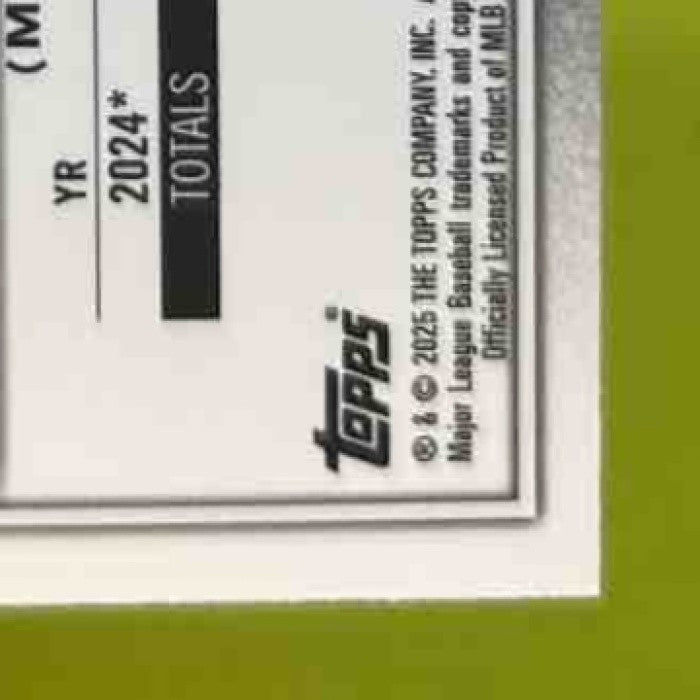 (M
YR
2024*
TOTALS
Topps®
® & © 2025 THE TOPPS COMPANY, INC.
Major League Baseball trademarks and cop
Officially Licensed Product of MLB